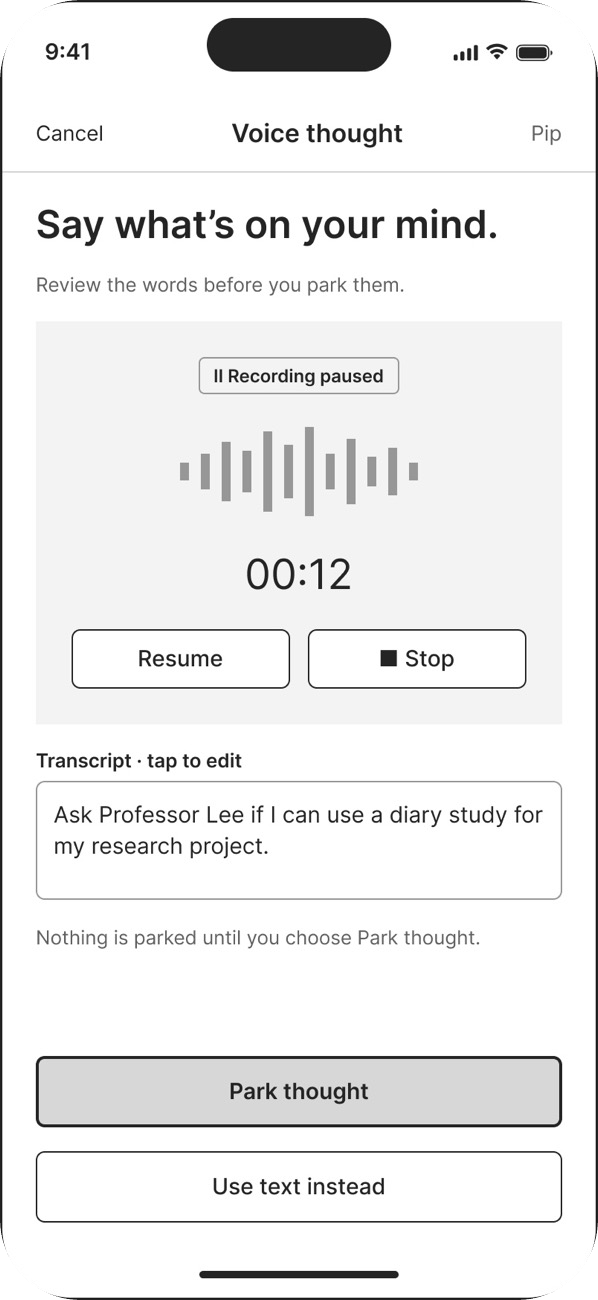 9:41
Cancel
Voice thought
Pip
Say what’s on your mind.
Review the words before you park them.
II Recording paused
00:12
Resume
■ Stop
Transcript · tap to edit
Ask Professor Lee if I can use a diary study for
my research project.
Nothing is parked until you choose Park thought.
Park thought
Use text instead